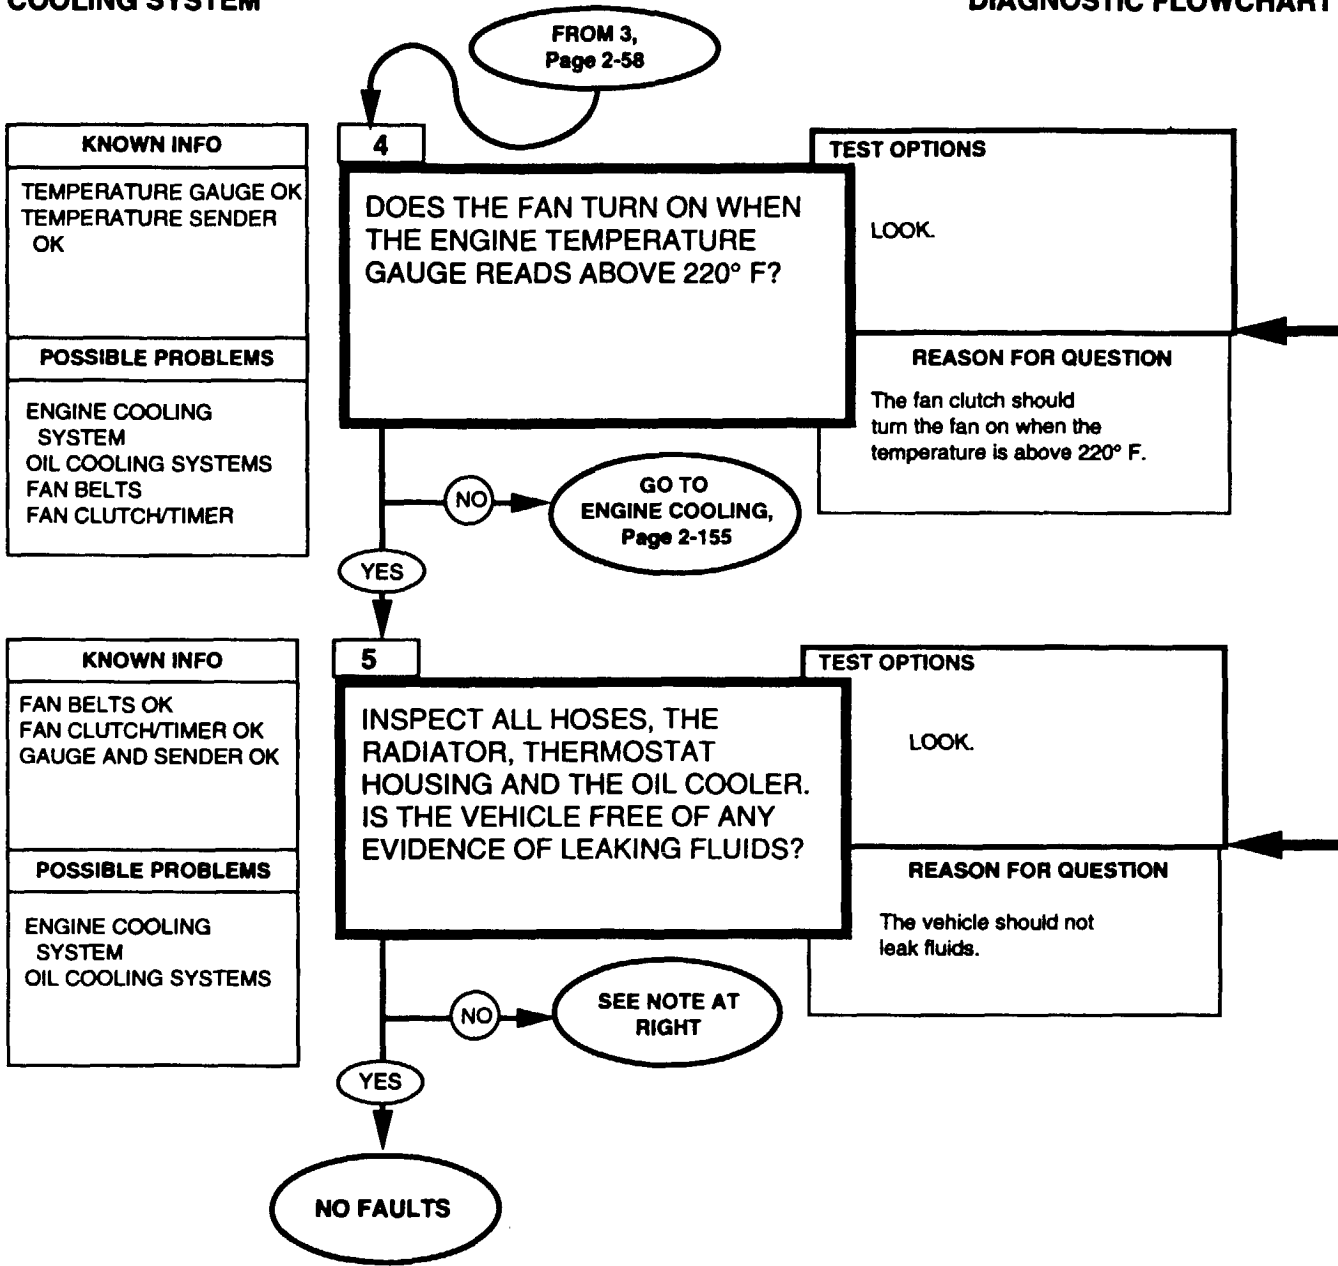 COOLING SYSTEM
DIAGNOSTIC FLOWCHART
FROM 3,
Page 2-58
KNOWN INFO
TEMPERATURE GAUGE OK
TEMPERATURE SENDER
OK
POSSIBLE PROBLEMS
ENGINE COOLING
SYSTEM
OIL COOLING SYSTEMS
FAN BELTS
FAN CLUTCH/TIMER
4
DOES THE FAN TURN ON WHEN
THE ENGINE TEMPERATURE
GAUGE READS ABOVE 220° F?
TEST OPTIONS
LOOK.
REASON FOR QUESTION
The fan clutch should
turn the fan on when the
temperature is above 220° F.
NO
GO TO
ENGINE COOLING,
Page 2-155
YES
KNOWN INFO
FAN BELTS OK
FAN CLUTCH/TIMER OK
GAUGE AND SENDER OK
POSSIBLE PROBLEMS
ENGINE COOLING
SYSTEM
OIL COOLING SYSTEMS
5
INSPECT ALL HOSES, THE
RADIATOR, THERMOSTAT
HOUSING AND THE OIL COOLER.
IS THE VEHICLE FREE OF ANY
EVIDENCE OF LEAKING FLUIDS?
TEST OPTIONS
LOOK.
REASON FOR QUESTION
The vehicle should not
leak fluids.
NO
SEE NOTE AT
RIGHT
YES
NO FAULTS